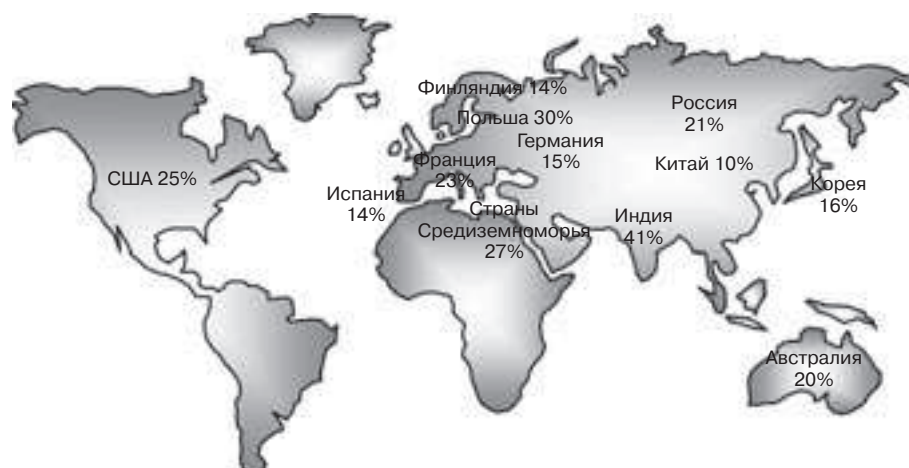 Финляндия 14%
Польша 30%
Россия
21%
Германия
15%
Франция
23%
Китай 10%
США 25%
Испания
14%
Корея
16%
Страны
Средиземноморья
27%
Индия
41%
Австралия
20%